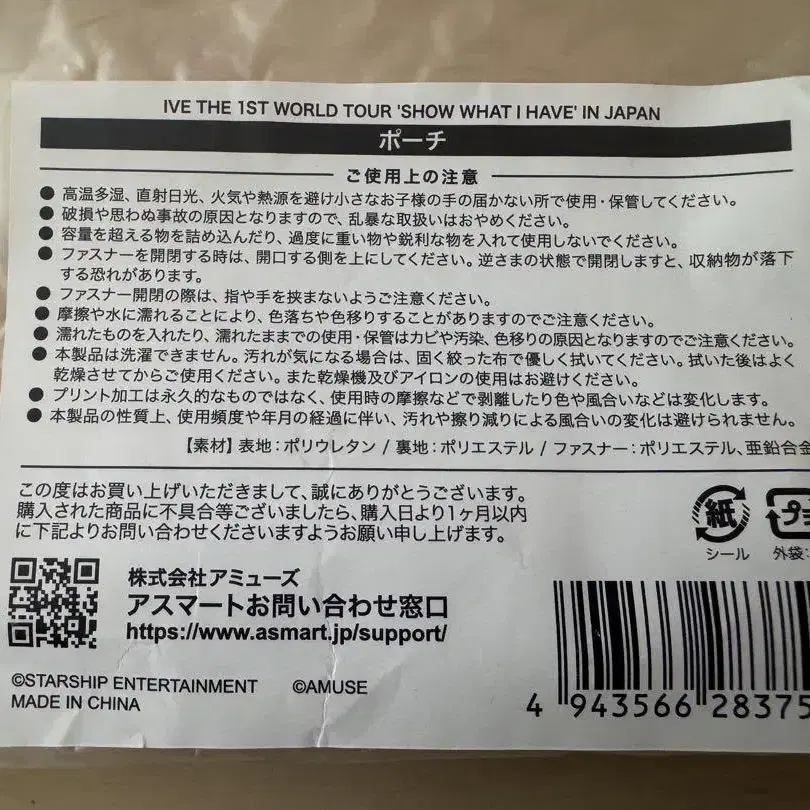 IVE THE 1ST WORLD TOUR 'SHOW WHAT I HAVE' IN JAPAN
ポーチ
ご使用上の注意
● 高温多湿、直射日光、火気や熱源を避け小さなお子様の手の届かない所で使用・保管してください。
● 破損や思わぬ事故の原因となりますので、乱暴な取扱いはおやめください。
● 容量を超える物を詰め込んだり、過度に重い物や鋭利な物を入れて使用しないでください。
● ファスナーを開閉する時は、開口する側を上にしてください。逆さまの状態で開閉しますと、収納物が落下
する恐れがあります。
● ファスナー開閉の際は、指や手を挟まないようご注意ください。
● 摩擦や水に濡れることにより、色落ちや色移りすることがありますのでご注意ください。
● 濡れたものを入れたり、濡れたままでの使用・保管はカビや汚染、色移りの原因となりますのでご注意ください。
● 本製品は洗濯できません。汚れが気になる場合は、固く絞った布で優しく拭いてください。拭いた後はよく
乾燥させてからご使用ください。また乾燥機及びアイロンの使用はお避けください。
● プリント加工は永久的なものではなく、使用時の摩擦などで剥離したり色や風合いなどは変化します。
● 本製品の性質上、使用頻度や年月の経過に伴い、汚れや擦り減りによる風合いの変化は避けられません。
【素材】表地：ポリウレタン / 裏地：ポリエステル / ファスナー：ポリエステル、亜鉛合金
この度はお買い上げいただきまして、誠にありがとうございます。
購入された商品に不具合等ございましたら、購入日より1ヶ月以内
に下記よりお問い合わせくださいますようお願い申し上げます。
紙
プラ
シール
外袋:
株式会社アミューズ
アスマートお問い合わせ窓口
https://www.asmart.jp/support/
©STARSHIP ENTERTAINMENT ©AMUSE
MADE IN CHINA
4 943566 28375